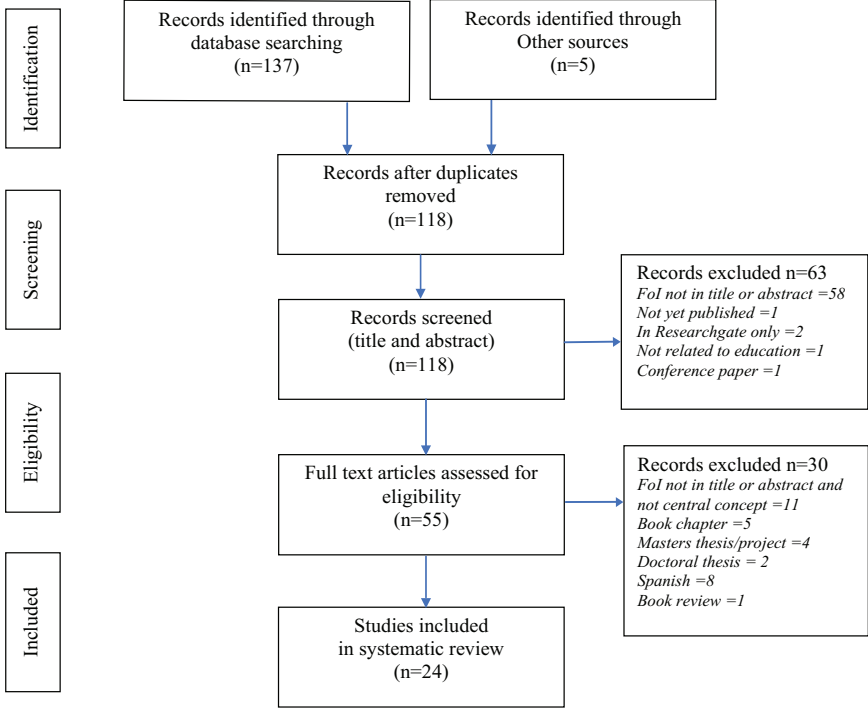 Identification
Records identified through
database searching
(n=137)
Records identified through
Other sources
(n=5)
Records after duplicates
removed
(n=118)
Screening
Records screened
(title and abstract)
(n=118)
Records excluded n=63
FoI not in title or abstract =58
Not yet published =1
In Researchgate only =2
Not related to education =1
Conference paper =1
Eligibility
Full text articles assessed for
eligibility
(n=55)
Records excluded n=30
FoI not in title or abstract and
not central concept =11
Book chapter =5
Masters thesis/project =4
Doctoral thesis = 2
Spanish =8
Book review =1
Included
Studies included
in systematic review
(n=24)